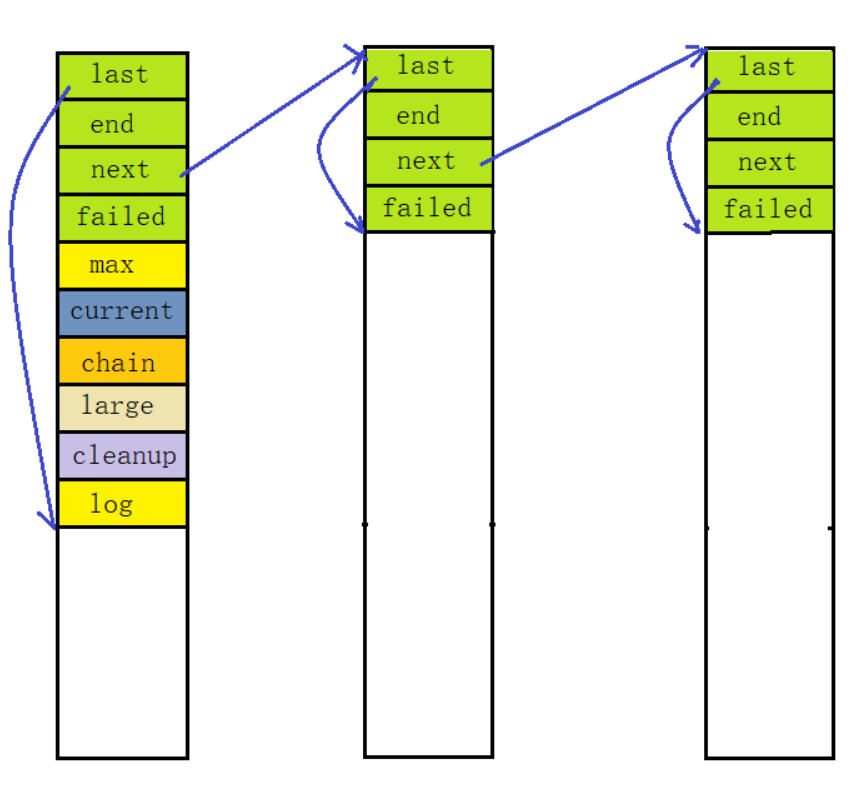 last
end
next
failed
max
current
chain
large
cleanup
log
last
end
next
failed
last
end
next
failed